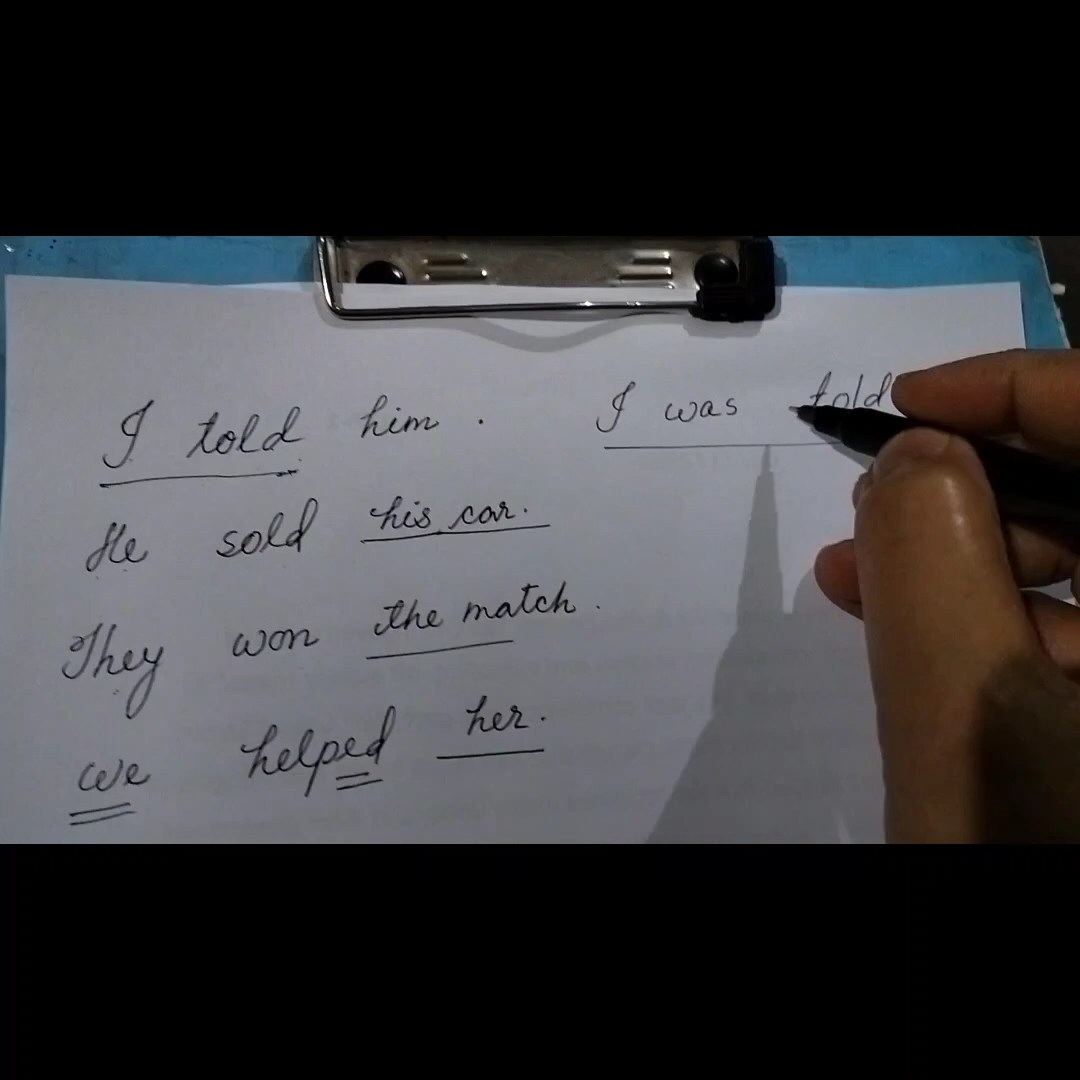 I told him. I was told
He sold his car.
They won the match.
we helped her.